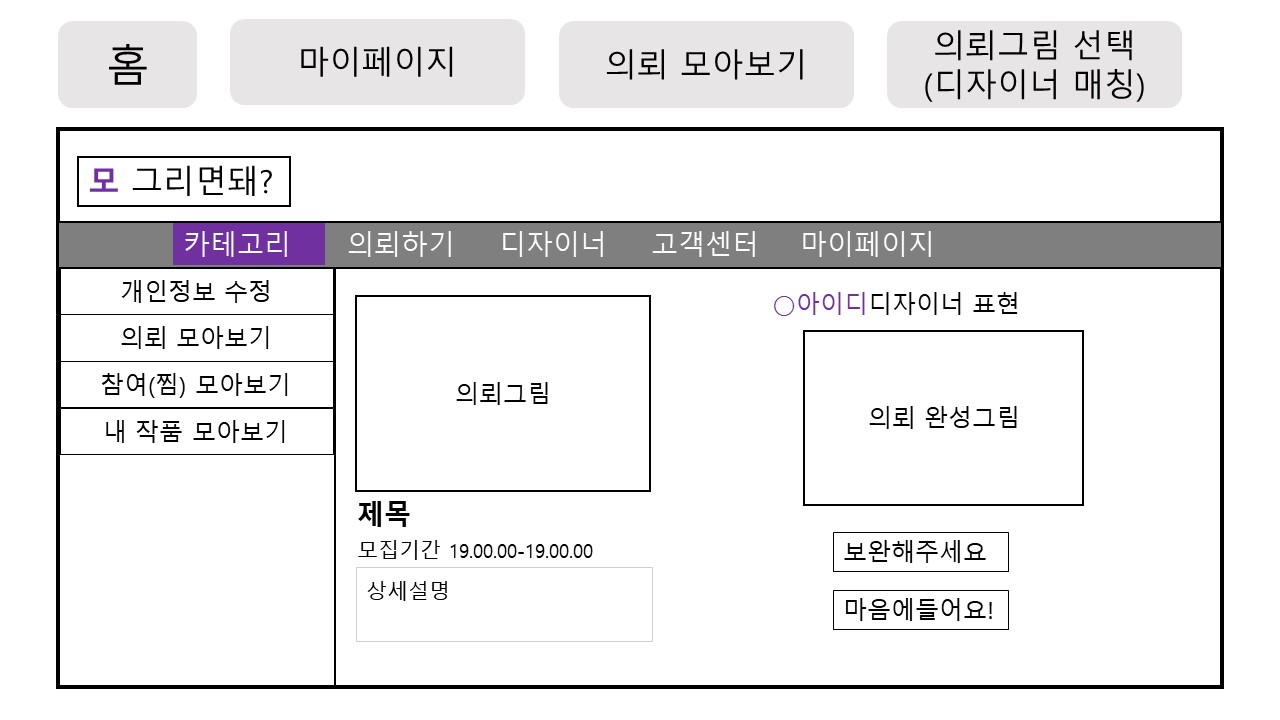 홈
마이페이지
의뢰 모아보기
의뢰그림 선택
(디자이너 매칭)
모 그리면돼?
카테고리 의뢰하기 디자이너 고객센터 마이페이지
개인정보 수정
의뢰 모아보기
참여(찜) 모아보기
내 작품 모아보기
의뢰그림
제목
모집기간 19.00.00-19.00.00
상세설명
○아이디디자이너 표현
의뢰 완성그림
보완해주세요
마음에들어요!